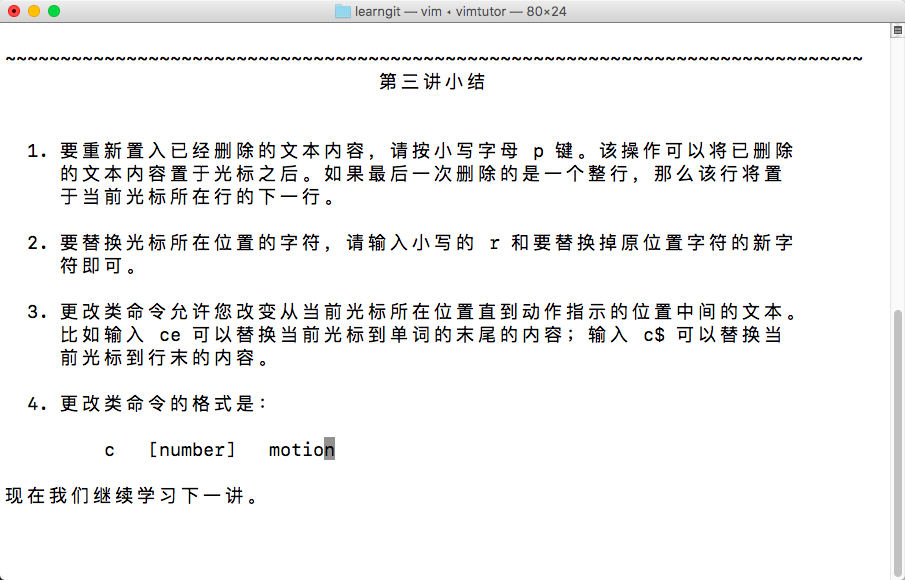 learngit — vim ◂ vimtutor — 80×24
~~~~~~~~~~~~~~~~~~~~~~~~~~~~~~~~~~~~~~~~~~~~~~~~~~~~~~~~~~~~~~~~~~~~~~~~~~~~~~
第三讲小结
1. 要重新置入已经删除的文本内容，请按小写字母 p 键。该操作可以将已删除
的文本内容置于光标之后。如果最后一次删除的是一个整行，那么该行将置
于当前光标所在行的下一行。
2. 要替换光标所在位置的字符，请输入小写的 r 和要替换掉原位置字符的新字
符即可。
3. 更改类命令允许您改变从当前光标所在位置直到动作指示的位置中间的文本。
比如输入 ce 可以替换当前光标到单词的末尾的内容；输入 c$ 可以替换当
前光标到行末的内容。
4. 更改类命令的格式是：
c [number] motion
现在我们继续学习下一讲。